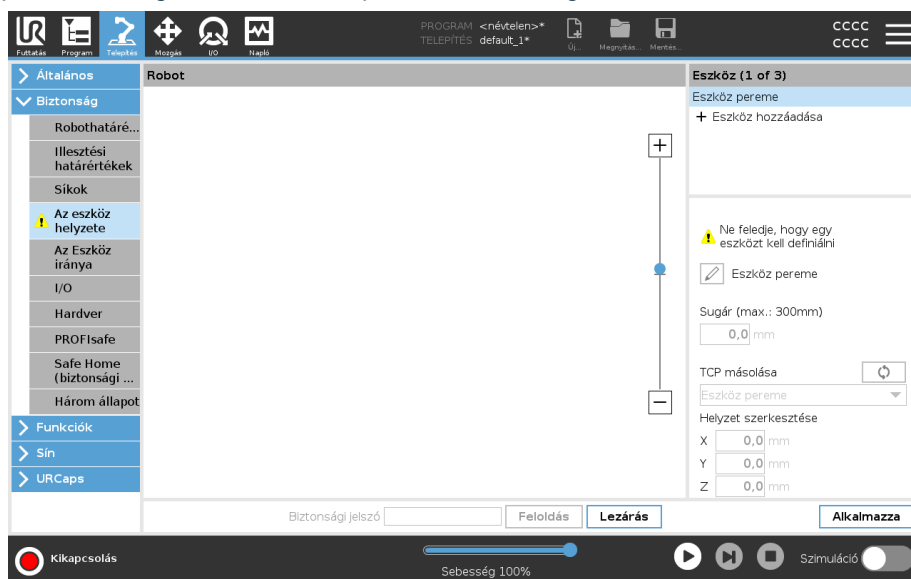 PROGRAM <névtelen>*
TELEPÍTÉS default_1*
Futtatás Program Telepítés Mozgás I/O Napló
Új... Megnyitás... Mentés...
cccc
cccc
Általános
Biztonság
Robothatáré...
Illesztési
határértékek
Síkok
Az eszköz
helyzete
Az Eszköz
iránya
I/O
Hardver
PROFIsafe
Safe Home
(biztonsági ...
Három állapot
Funkciók
Sín
URCaps
Robot
Eszköz (1 of 3)
Eszköz pereme
+ Eszköz hozzáadása
Ne feledje, hogy egy
eszközt kell definiálni
Eszköz pereme
Sugár (max.: 300mm)
0,0 mm
TCP másolása
Eszköz pereme
Helyzet szerkesztése
X 0,0 mm
Y 0,0 mm
Z 0,0 mm
Biztonsági jelszó Feloldás Lezárás Alkalmazza
Kikapcsolás
Sebesség 100%
Szimuláció